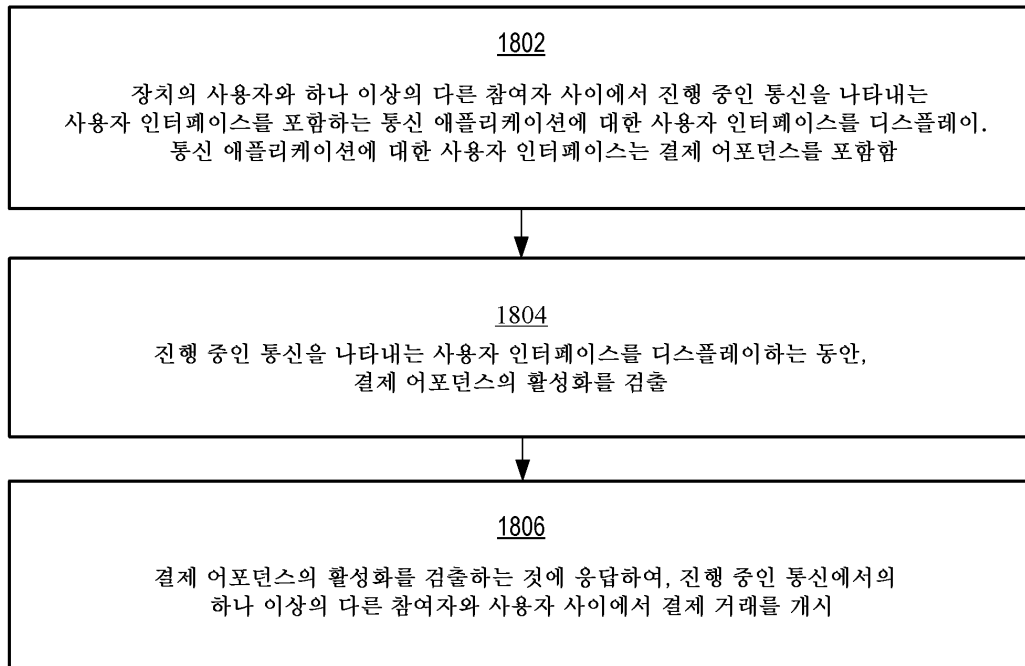 1802
장치의 사용자와 하나 이상의 다른 참여자 사이에서 진행 중인 통신을 나타내는
사용자 인터페이스를 포함하는 통신 애플리케이션에 대한 사용자 인터페이스를 디스플레이.
통신 애플리케이션에 대한 사용자 인터페이스는 결제 어포던스를 포함함
1804
진행 중인 통신을 나타내는 사용자 인터페이스를 디스플레이하는 동안,
결제 어포던스의 활성화를 검출
1806
결제 어포던스의 활성화를 검출하는 것에 응답하여, 진행 중인 통신에서의
하나 이상의 다른 참여자와 사용자 사이에서 결제 거래를 개시